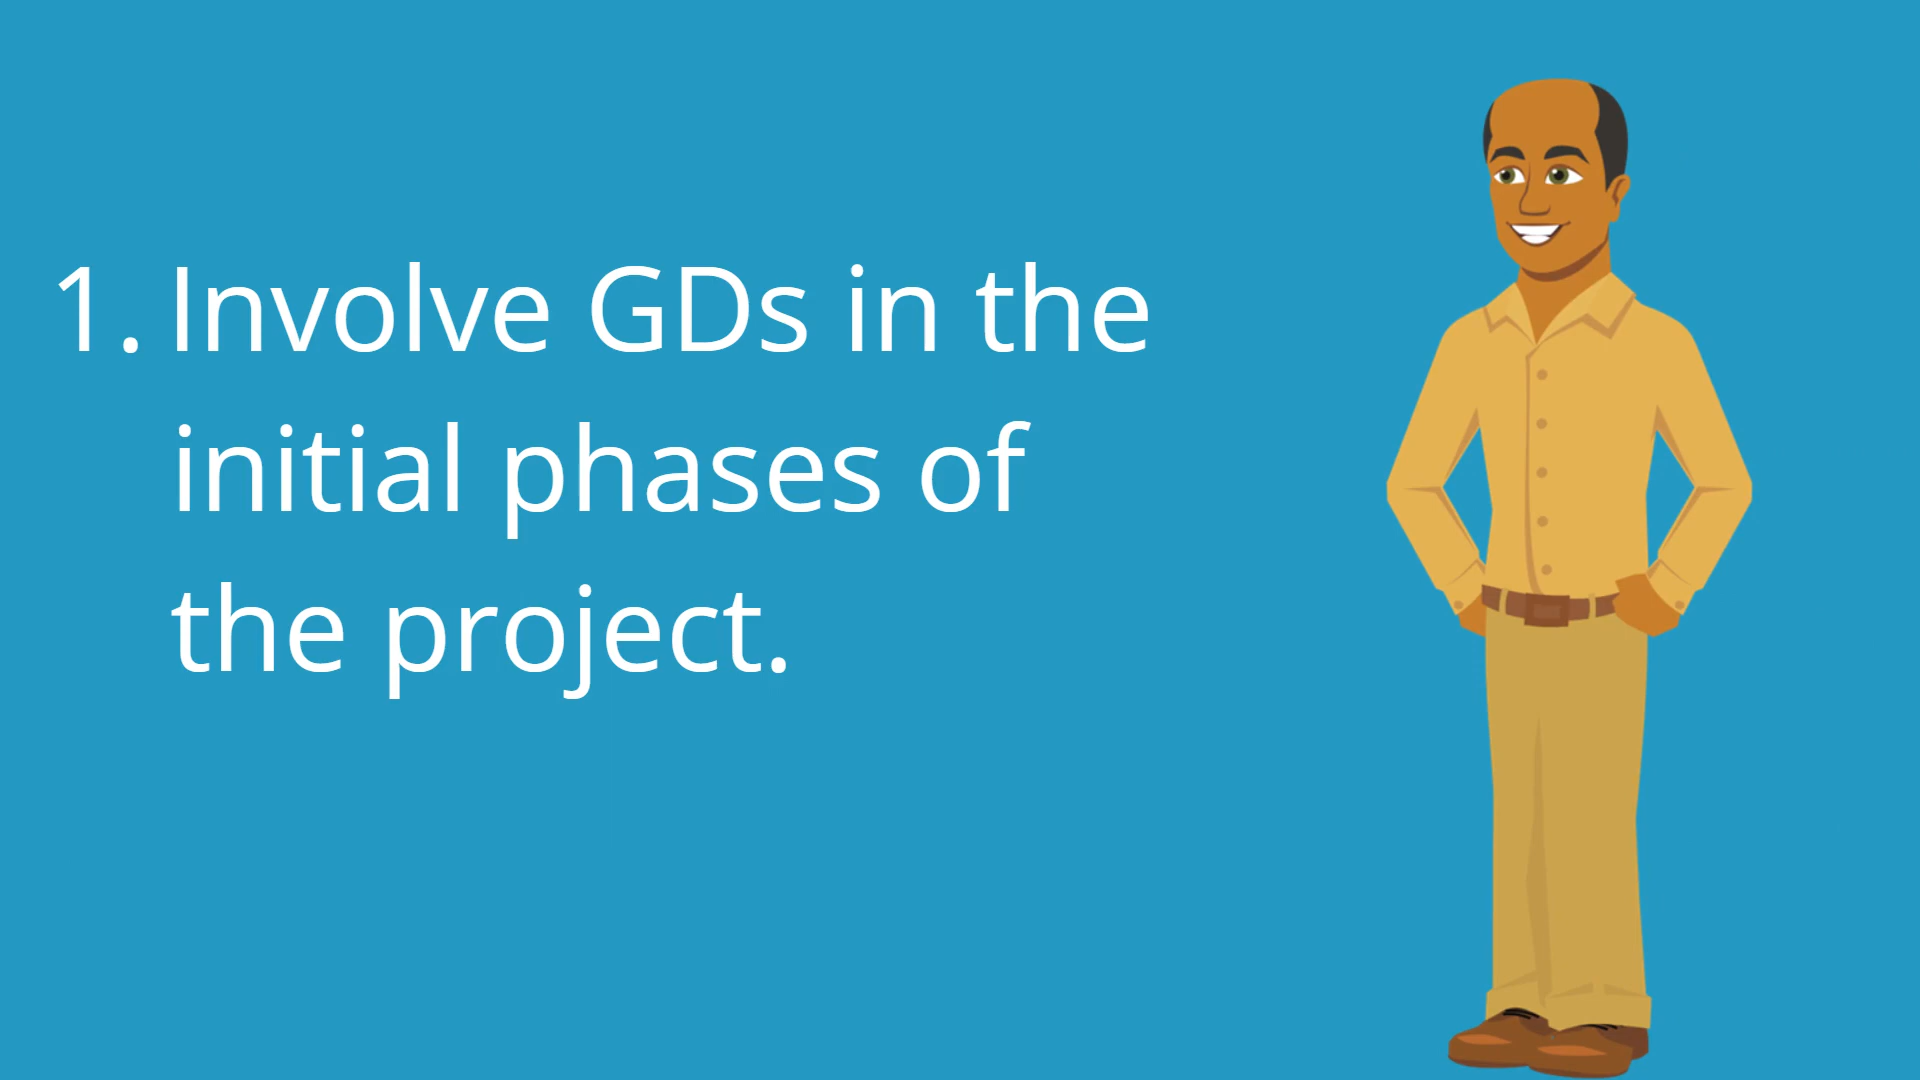 1. Involve GDs in the
initial phases of
the project.